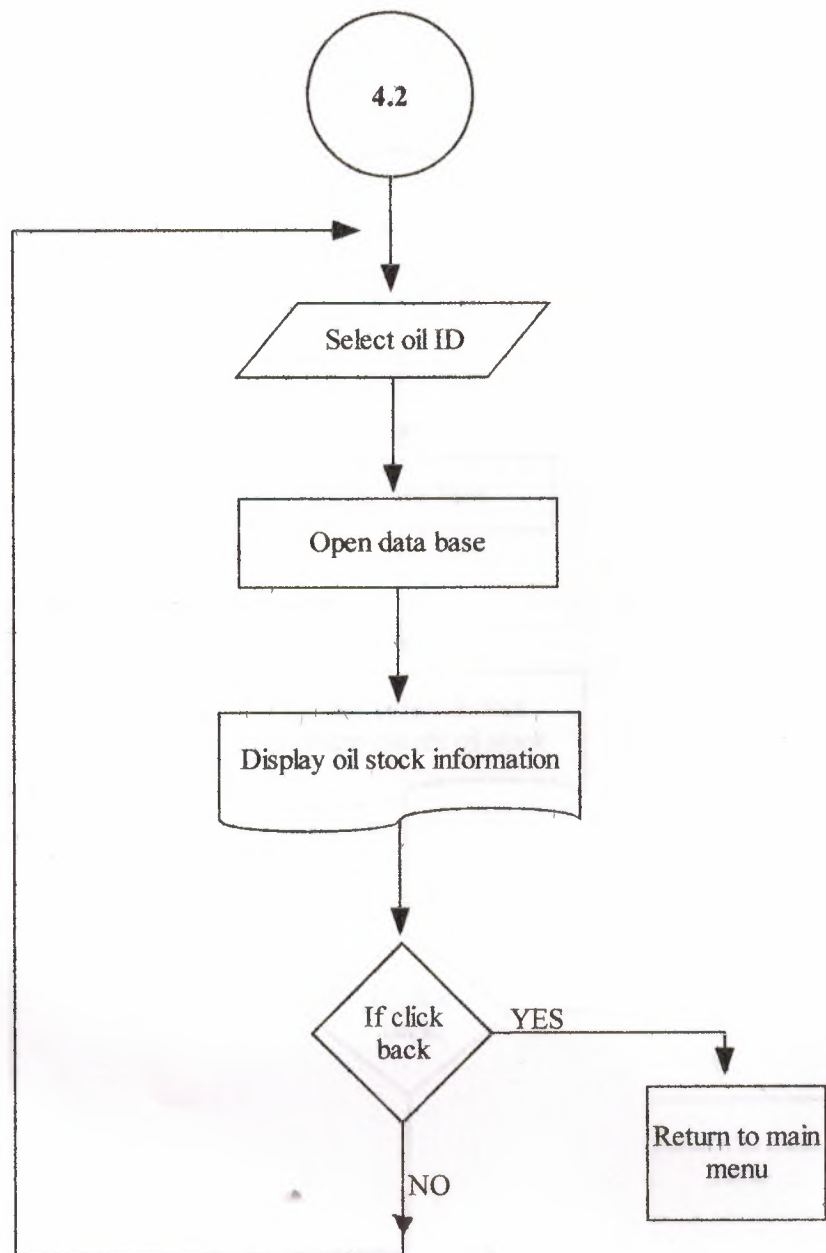 4.2
Select oil ID
Open data base
Display oil stock information
If click
back
YES
Return to main
menu
NO